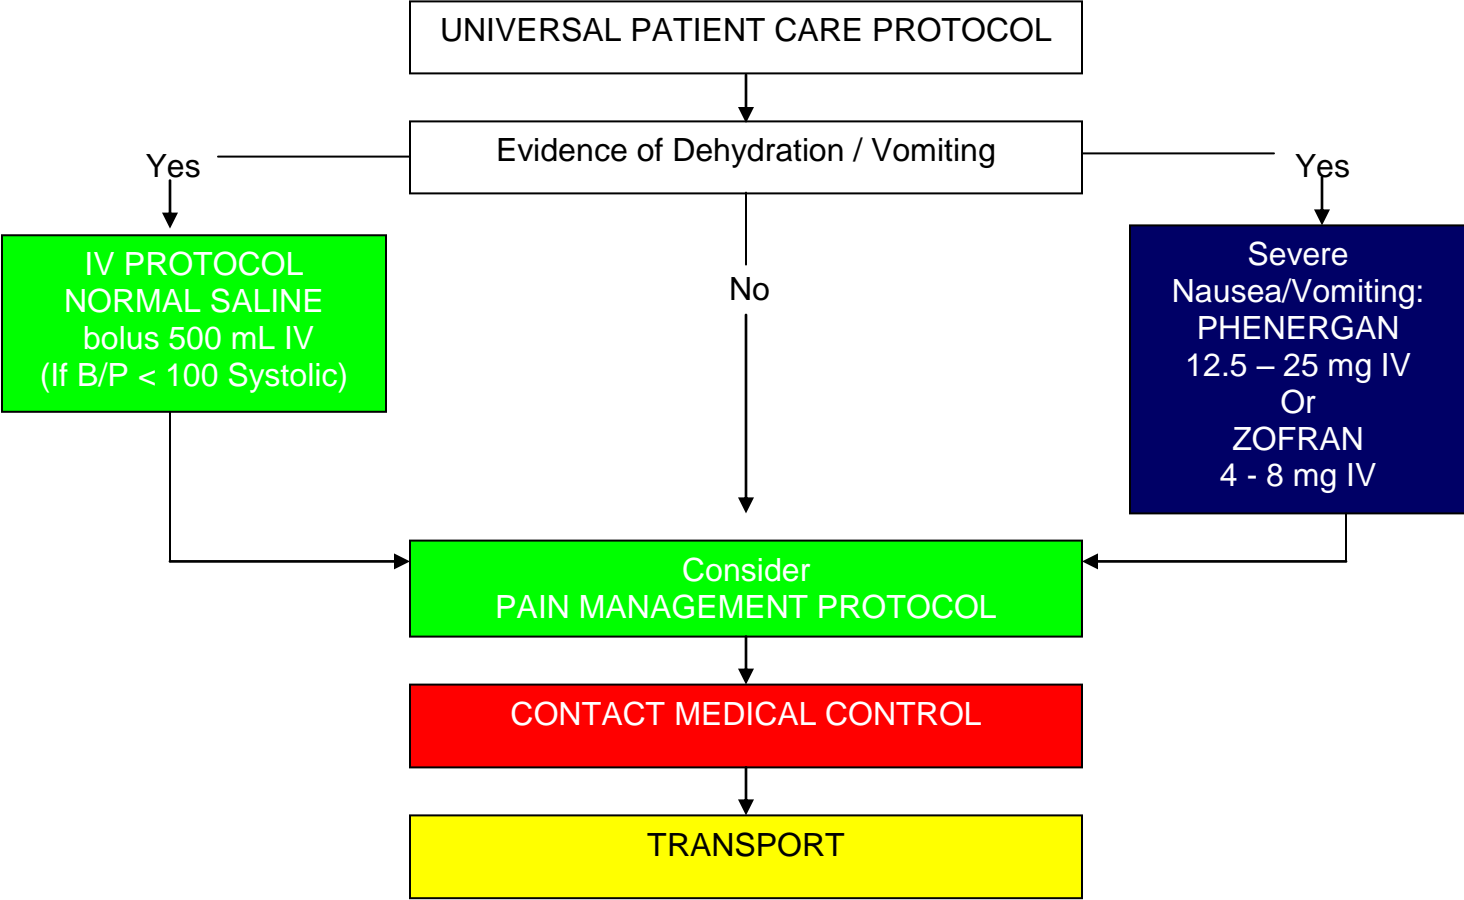 UNIVERSAL PATIENT CARE PROTOCOL
Evidence of Dehydration / Vomiting
Yes
Yes
IV PROTOCOL
NORMAL SALINE
bolus 500 mL IV
(If B/P < 100 Systolic)
No
Severe
Nausea/Vomiting:
PHENERGAN
12.5 – 25 mg IV
Or
ZOFRAN
4 - 8 mg IV
Consider
PAIN MANAGEMENT PROTOCOL
CONTACT MEDICAL CONTROL
TRANSPORT